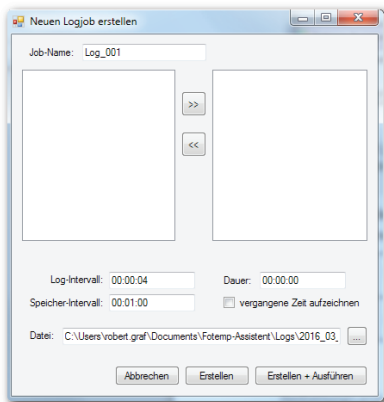 Neuen Logjob erstellen
Job-Name: Log_001
>>
<<
Log-Intervall: 00:00:04 Dauer: 00:00:00
Speicher-Intervall: 00:01:00 vergangene Zeit aufzeichnen
Datei: C:\Users\robert.graf\Documents\Fotemp-Assistent\Logs\2016_03_ ...
Abbrechen Erstellen Erstellen + Ausführen